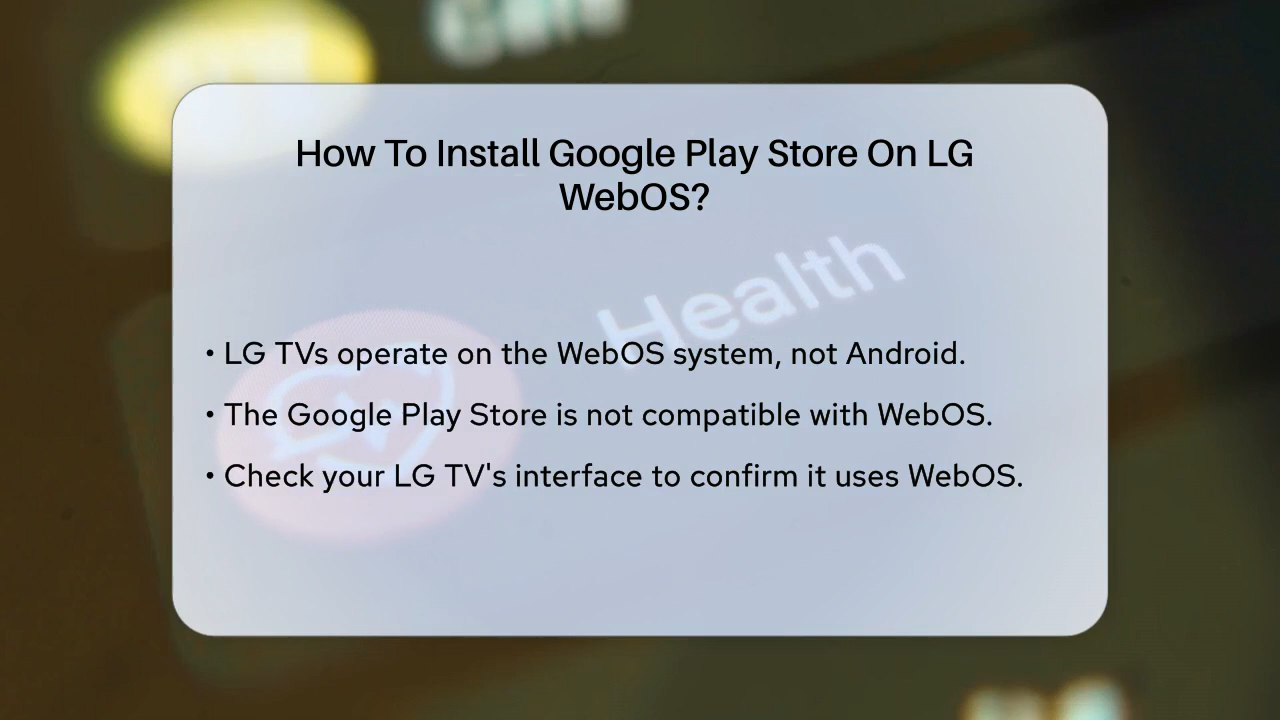 How To Install Google Play Store On LG
WebOS?
Health
• LG TVs operate on the WebOS system, not Android.
• The Google Play Store is not compatible with WebOS.
• Check your LG TV's interface to confirm it uses WebOS.